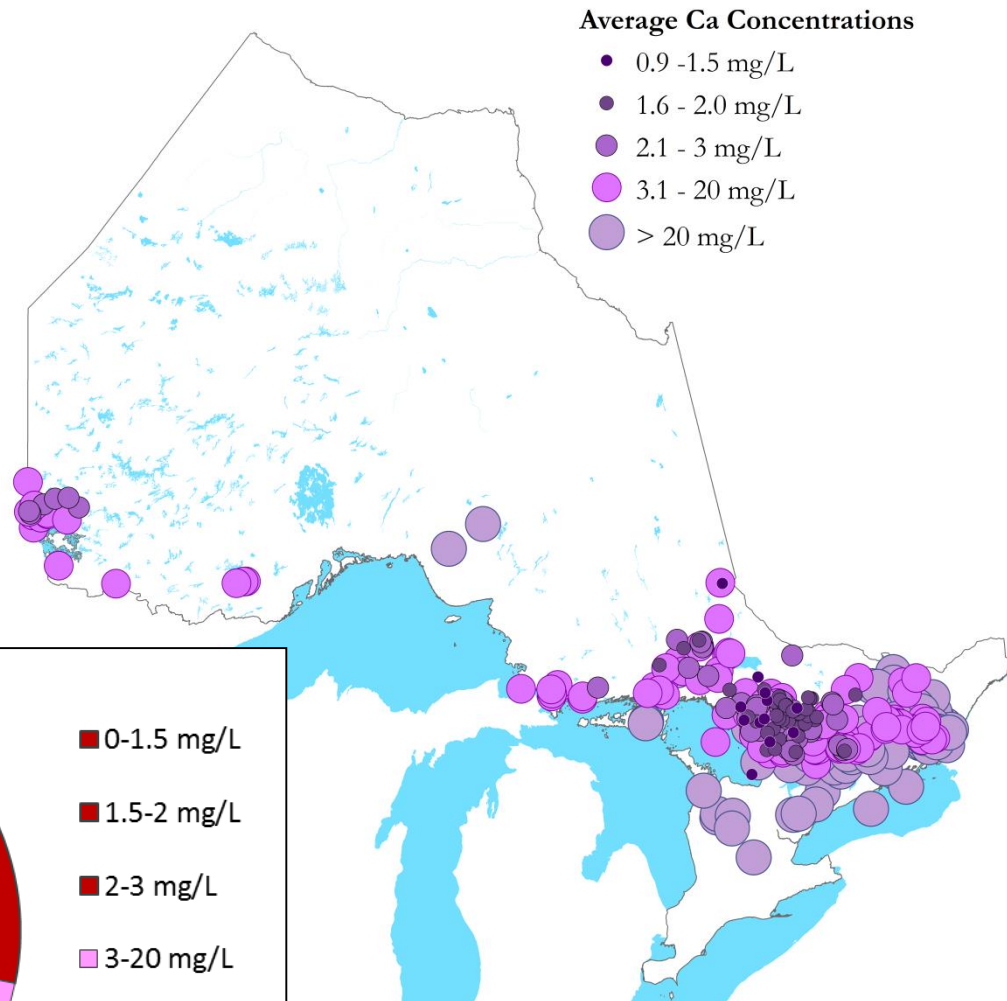 Average Ca Concentrations
0.9 -1.5 mg/L
1.6 - 2.0 mg/L
2.1 - 3 mg/L
3.1 - 20 mg/L
> 20 mg/L
0-1.5 mg/L
1.5-2 mg/L
2-3 mg/L
3-20 mg/L